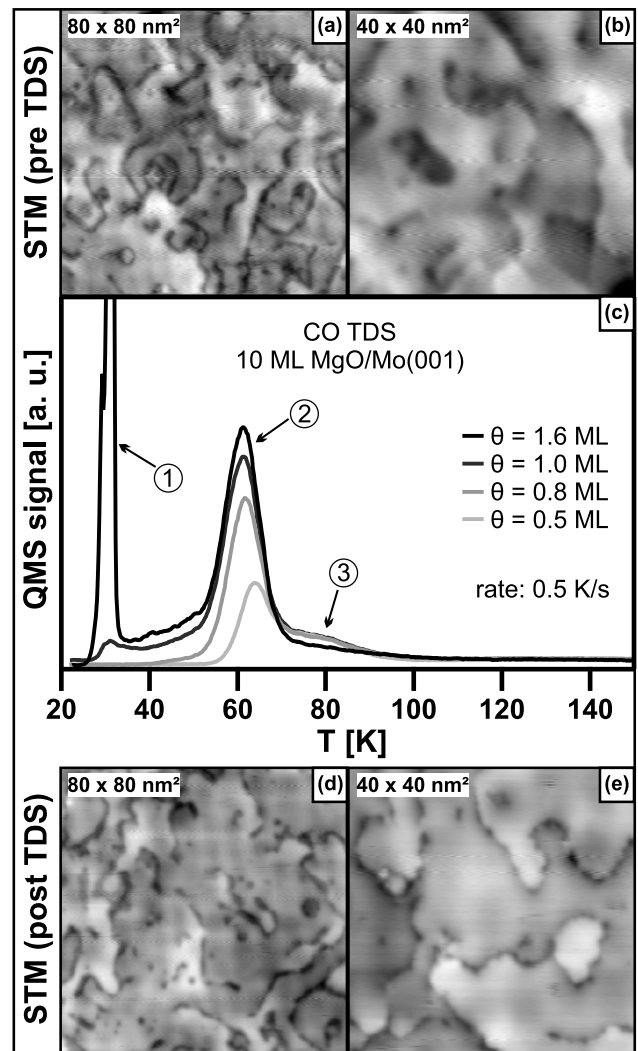 STM (pre TDS)
80 x 80 nm²
(a)
40 x 40 nm²
(b)
(c)
CO TDS
10 ML MgO/Mo(001)
QMS signal [a. u.]
1
2
3
θ = 1.6 ML
θ = 1.0 ML
θ = 0.8 ML
θ = 0.5 ML
rate: 0.5 K/s
20 40 60 80 100 120 140
T [K]
STM (post TDS)
80 x 80 nm²
(d)
40 x 40 nm²
(e)